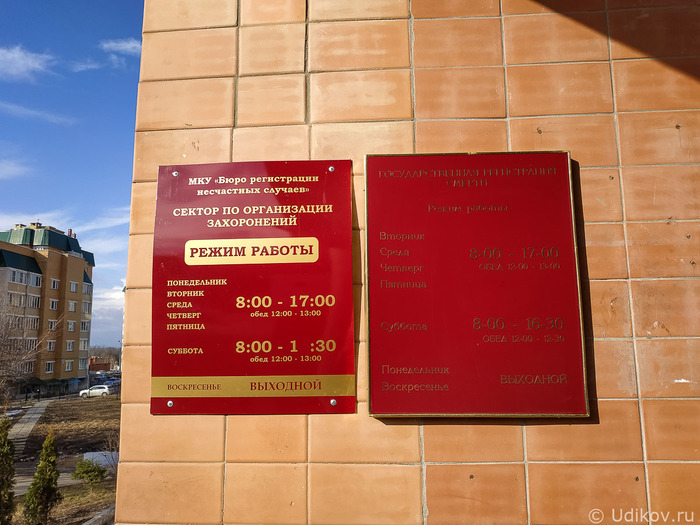 МКУ «Бюро регистрации
несчастных случаев»
СЕКТОР ПО ОРГАНИЗАЦИИ
ЗАХОРОНЕНИЙ
РЕЖИМ РАБОТЫ
ПОНЕДЕЛЬНИК
ВТОРНИК
СРЕДА
ЧЕТВЕРГ
ПЯТНИЦА
8:00 - 17:00
обед 12:00 - 13:00
СУББОТА
8:00 - 1 :30
обед 12:00 - 13:00
ВОСКРЕСЕНЬЕ ВЫХОДНОЙ
ГОСУДАРСТВЕННАЯ РЕГИСТРАЦИЯ
СМЕРТИ
Режим работы
Вторник
Среда
Четверг
Пятница
8-00 - 17-00
ОБЕД 12-00 - 13-00
Суббота
8-00 - 16-30
ОБЕД 12-00 - 12-30
Понедельник
Воскресенье
ВЫХОДНОЙ
© Udikov.ru